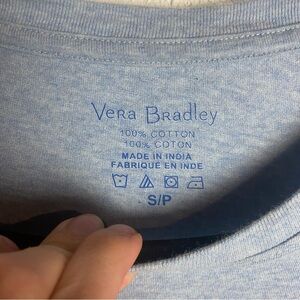 Vera Bradley
100% COTTON
100% COTON
MADE IN INDIA
FABRIQUÉ EN INDE
S/P